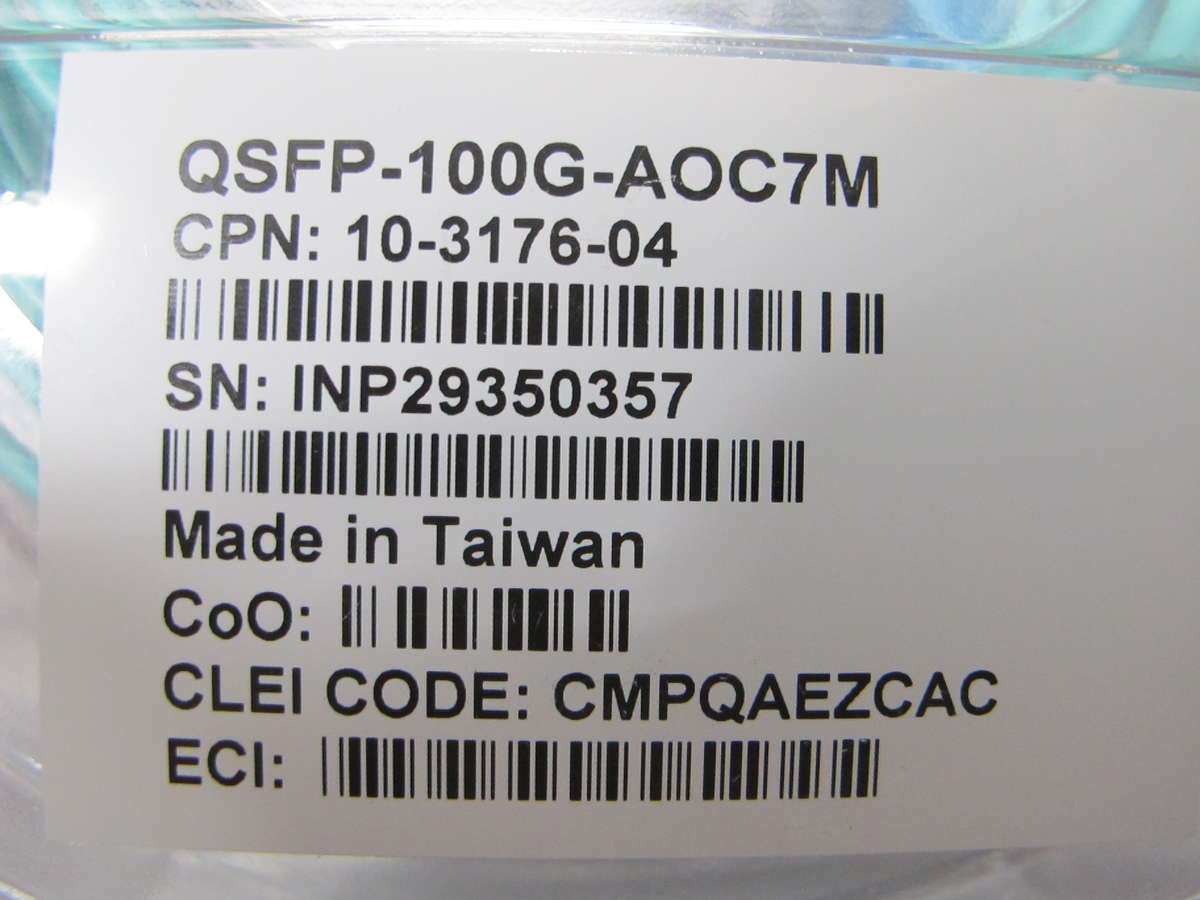 QSFP-100G-AOC7M
CPN: 10-3176-04
SN: INP29350357
Made in Taiwan
CoO:
CLEI CODE: CMPQAEZCAC
ECI: